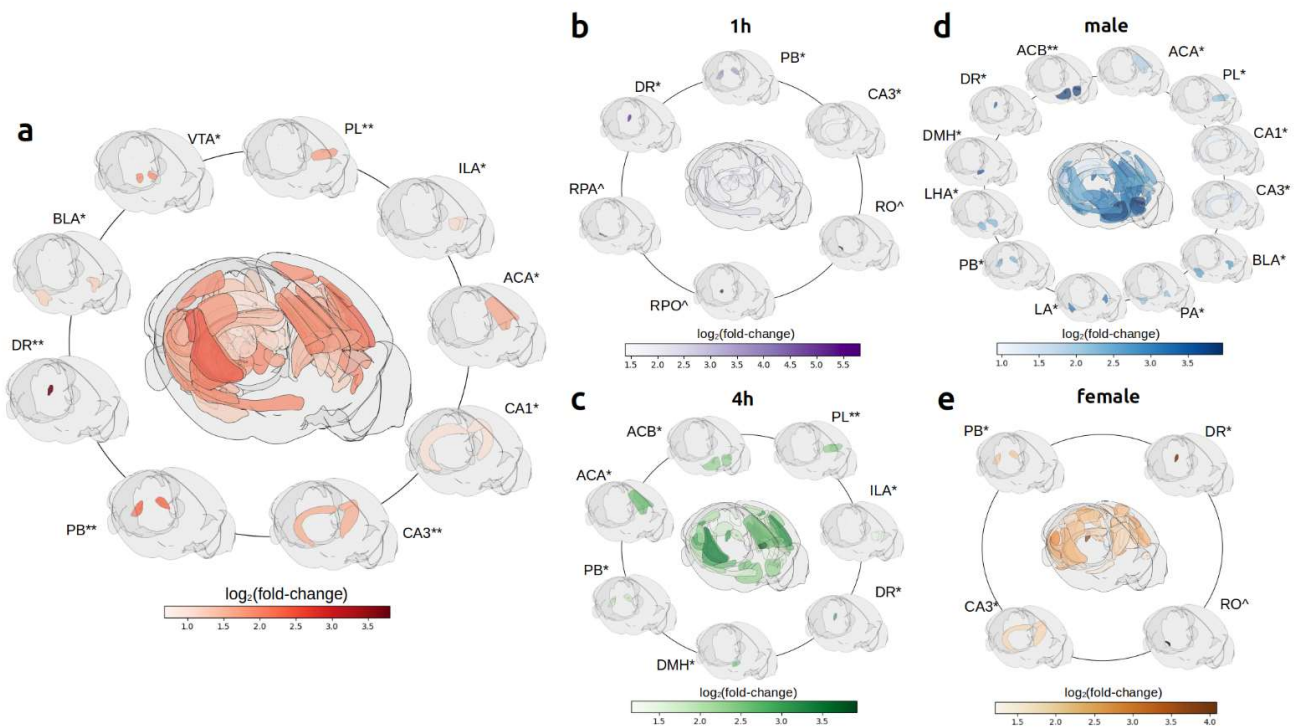 a
VTA*
PL**
BLA*
ILA*
ACA*
DR**
CA1*
PB**
CA3**
log₂(fold-change)
1.0 1.5 2.0 2.5 3.0 3.5
b
1h
PB*
DR*
CA3*
RPA^
RO^
RPO^
log₂(fold-change)
1.5 2.0 2.5 3.0 3.5 4.0 4.5 5.0 5.5
c
4h
ACB*
PL**
ACA*
ILA*
PB*
DR*
DMH*
log₂(fold-change)
1.5 2.0 2.5 3.0 3.5
d
male
ACB**
ACA*
DR*
PL*
DMH*
CA1*
LHA*
CA3*
PB*
BLA*
LA*
PA*
log₂(fold-change)
1.0 1.5 2.0 2.5 3.0 3.5
e
female
PB*
DR*
CA3*
RO^
log₂(fold-change)
1.5 2.0 2.5 3.0 3.5 4.0